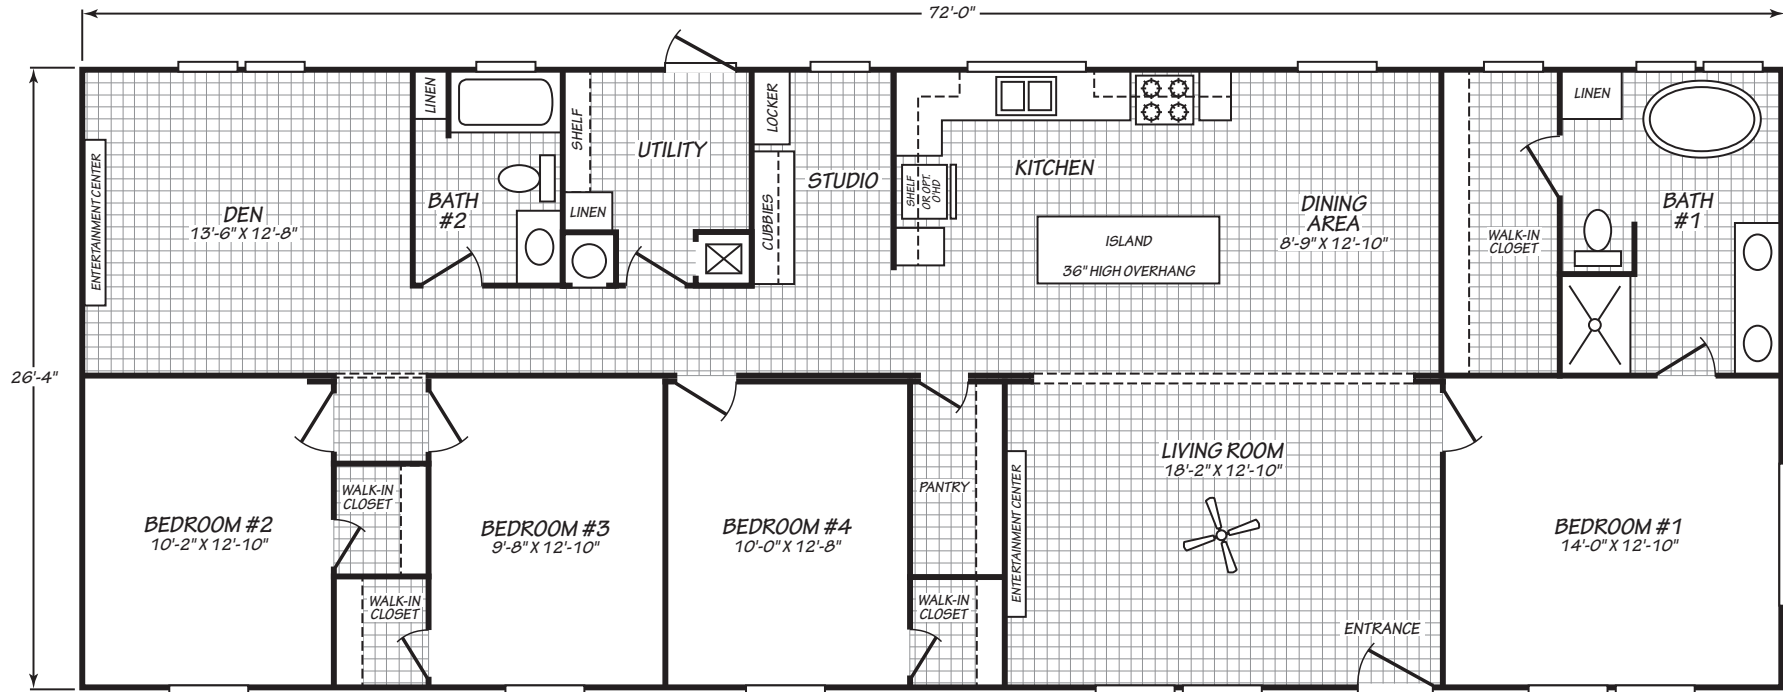 72'-0"
26'-4"
ENTERTAINMENT CENTER
DEN
13'-6" X 12'-8"
LINEN
BATH
#2
SHELF
LINEN
UTILITY
LOCKER
CUBBIES
STUDIO
SHELF
OR OPT.
O'HD
KITCHEN
ISLAND
36" HIGH OVERHANG
DINING
AREA
8'-9" X 12'-10"
WALK-IN
CLOSET
LINEN
BATH
#1
BEDROOM #2
10'-2" X 12'-10"
WALK-IN
CLOSET
WALK-IN
CLOSET
BEDROOM #3
9'-8" X 12'-10"
BEDROOM #4
10'-0" X 12'-8"
PANTRY
WALK-IN
CLOSET
ENTERTAINMENT CENTER
LIVING ROOM
18'-2" X 12'-10"
ENTRANCE
BEDROOM #1
14'-0" X 12'-10"